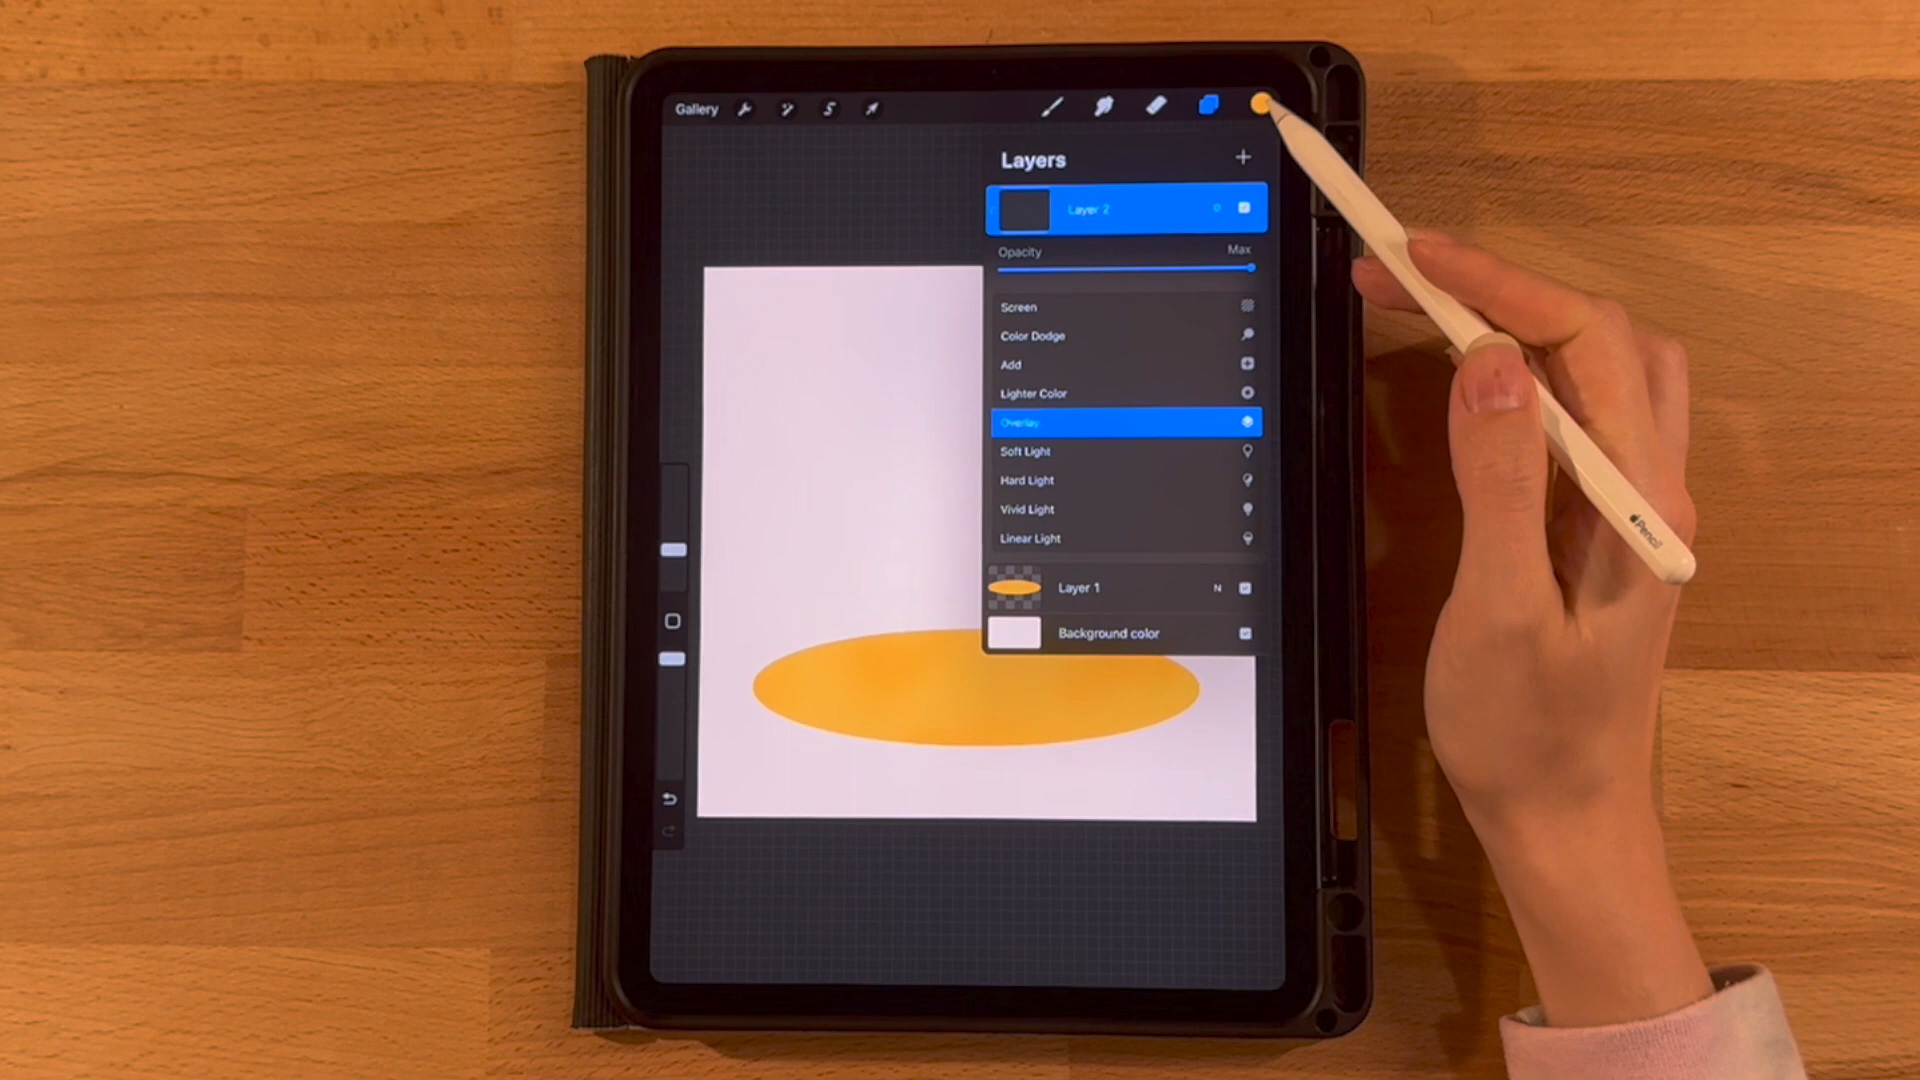 Gallery
Layers
Layer 2
Opacity Max
Screen
Color Dodge
Add
Lighter Color
Overlay
Soft Light
Hard Light
Vivid Light
Linear Light
Layer 1 N
Background color
Pencil